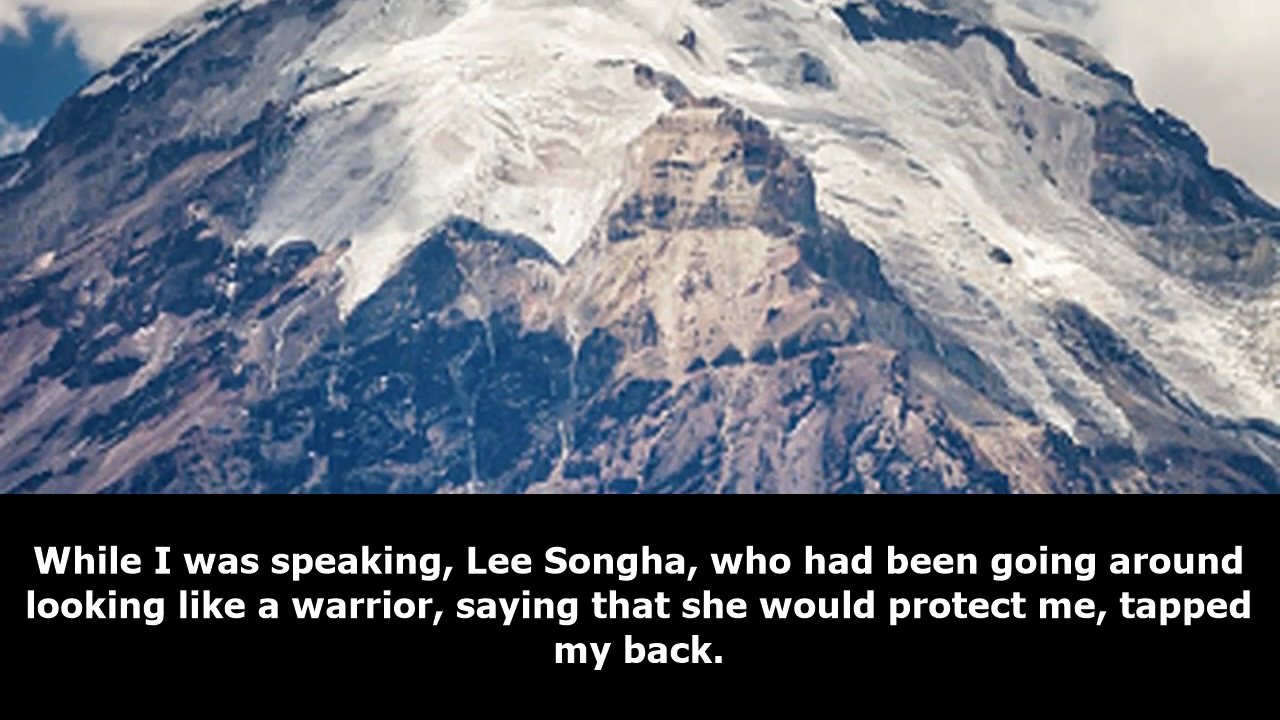 While I was speaking, Lee Songha, who had been going around
looking like a warrior, saying that she would protect me, tapped
my back.